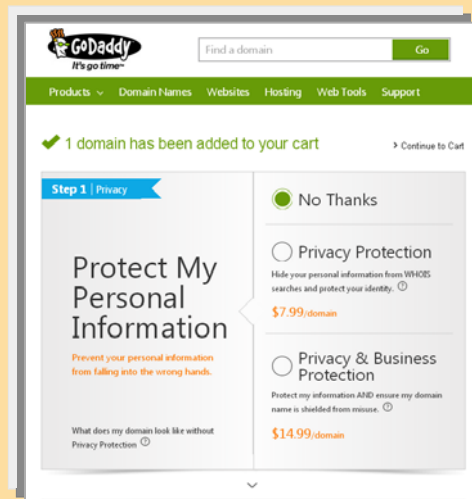 GoDaddy
It's go time™
Find a domain
Go
Products
Domain Names
Websites
Hosting
Web Tools
Support
1 domain has been added to your cart
> Continue to Cart
Step 1 | Privacy
Protect My
Personal
Information
Prevent your personal information
from falling into the wrong hands.
What does my domain look like without
Privacy Protection ?
No Thanks
Privacy Protection
Hide your personal information from WHOIS
searches and protect your identity. ?
$7.99/domain
Privacy & Business
Protection
Protect my information AND ensure my domain
name is shielded from misuse. ?
$14.99/domain